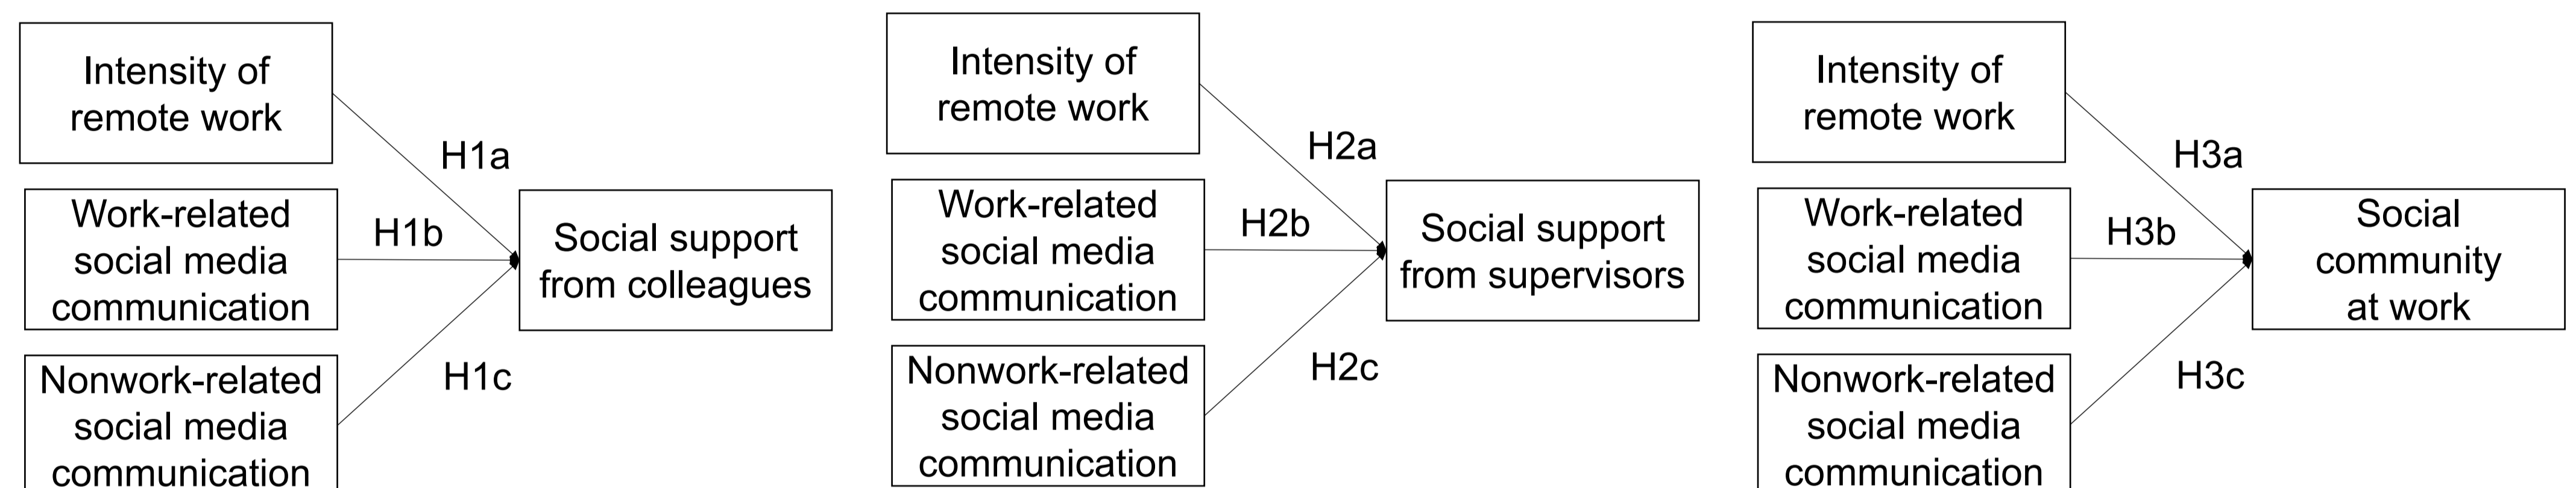 Intensity of
remote work
H1a
Work-related
social media
communication
H1b
Social support
from colleagues
Nonwork-related
social media
communication
H1c
Intensity of
remote work
H2a
Work-related
social media
communication
H2b
Social support
from supervisors
Nonwork-related
social media
communication
H2c
Intensity of
remote work
H3a
Work-related
social media
communication
H3b
Social
community
at work
Nonwork-related
social media
communication
H3c